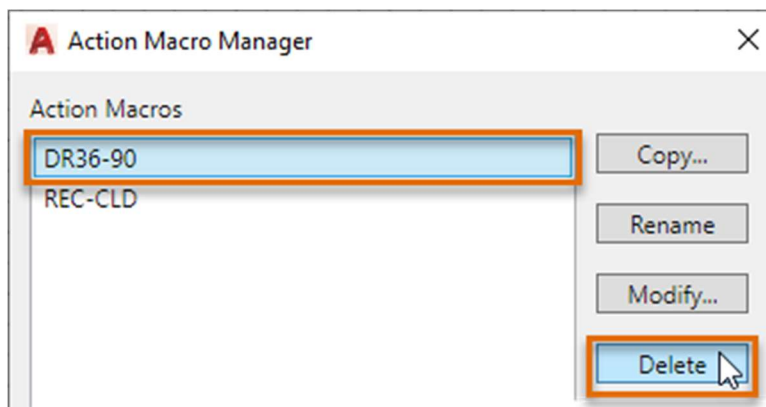 Action Macro Manager
Action Macros
DR36-90
REC-CLD
Copy...
Rename
Modify...
Delete